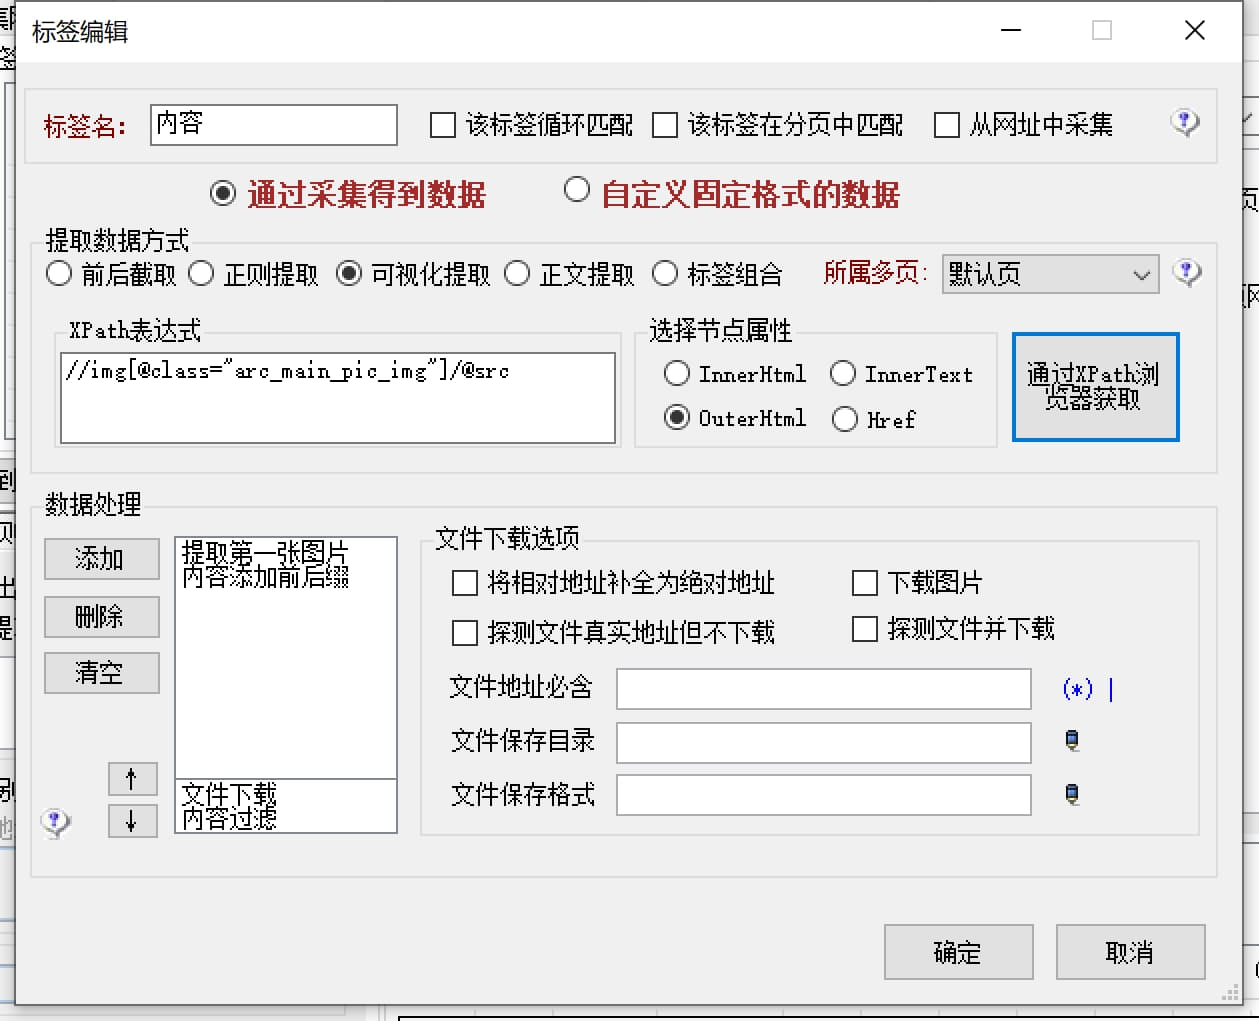 标签编辑
标签名:
内容
该标签循环匹配
该标签在分页中匹配
从网址中采集
通过采集得到数据
自定义固定格式的数据
提取数据方式
前后截取
正则提取
可视化提取
正文提取
标签组合
所属多页:
默认页
XPath表达式
//img[@class="arc_main_pic_img"]/@src
选择节点属性
InnerHtml
InnerText
OuterHtml
Href
通过XPath浏
览器获取
数据处理
添加
删除
清空
提取第一张图片
内容添加前后缀
↑
↓
文件下载
内容过滤
文件下载选项
将相对地址补全为绝对地址
下载图片
探测文件真实地址但不下载
探测文件并下载
文件地址必含
(*) |
文件保存目录
文件保存格式
确定
取消